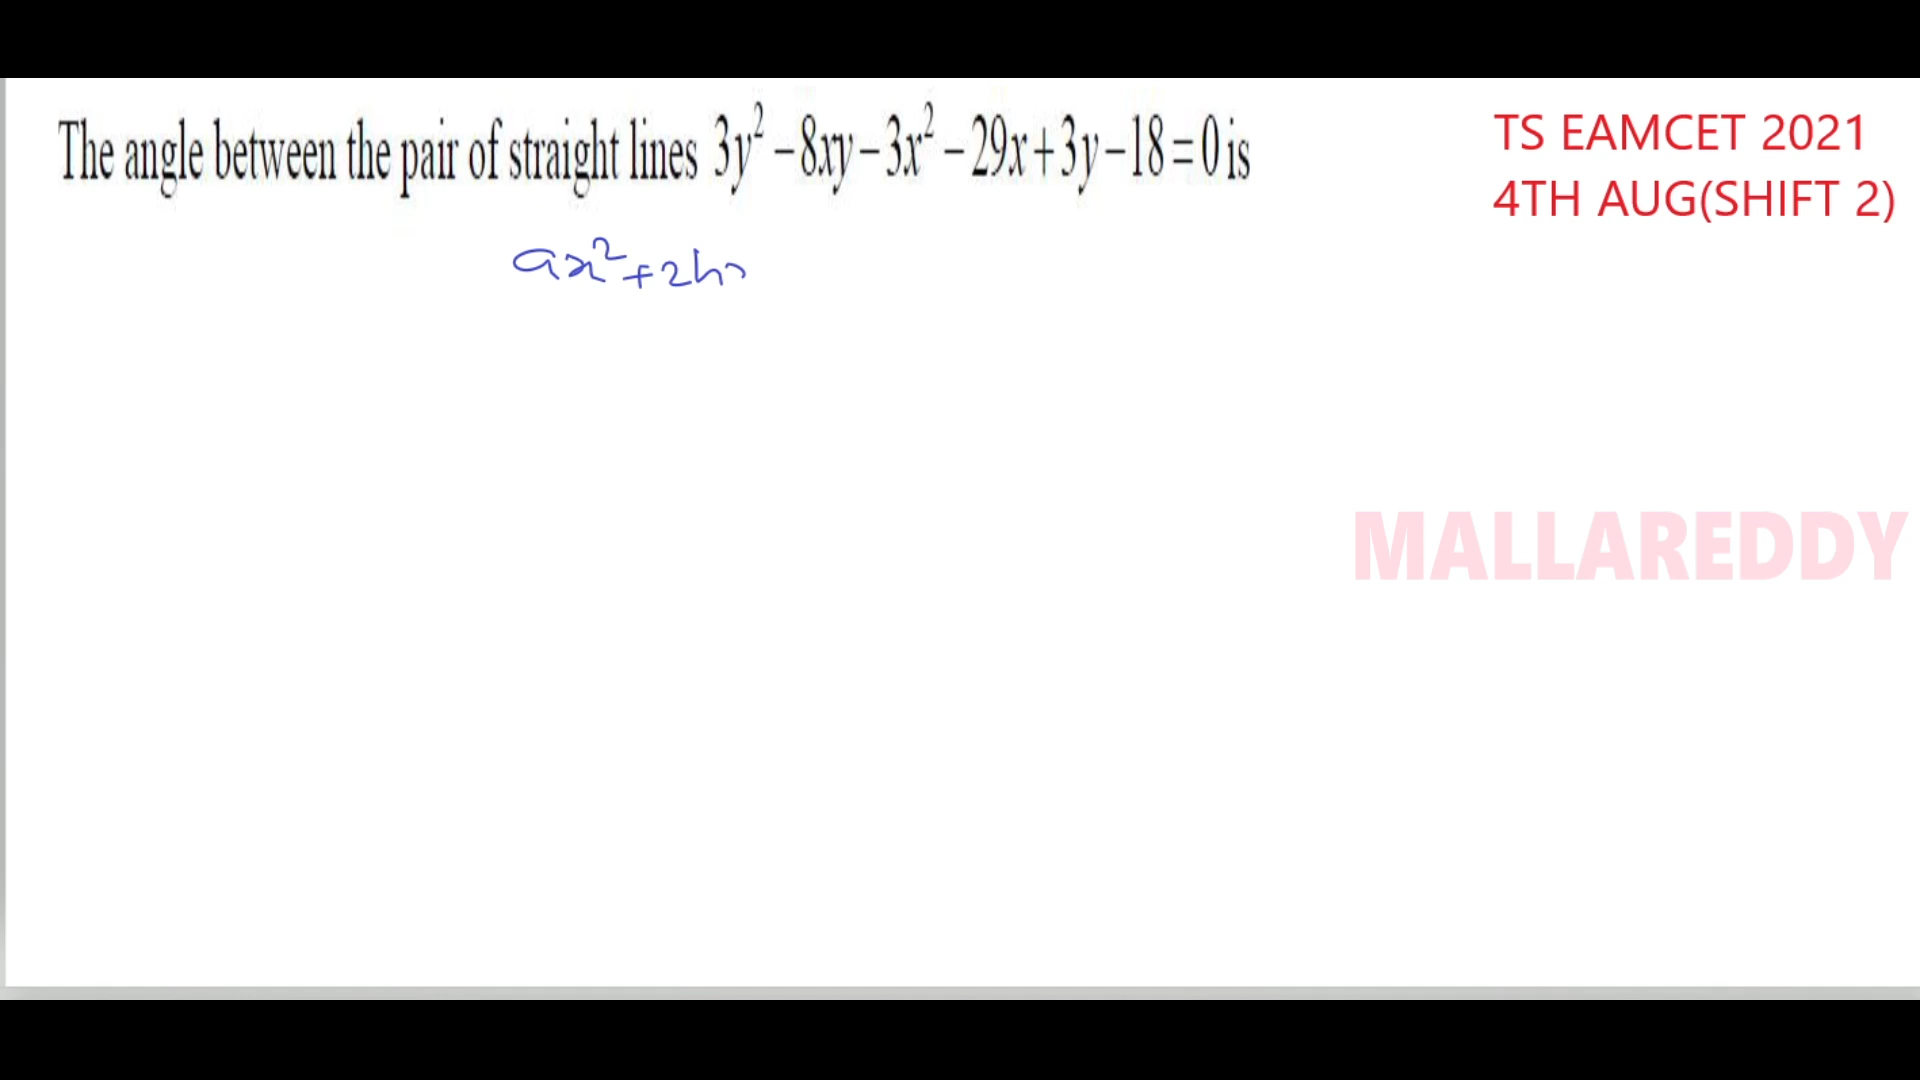 The angle between the pair of straight lines 3y² – 8xy – 3x² – 29x + 3y – 18 = 0 is
TS EAMCET 2021
4TH AUG(SHIFT 2)
ax² + 2h
MALLAREDDY